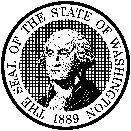 THE SEAL OF THE STATE OF WASHINGTON
1889